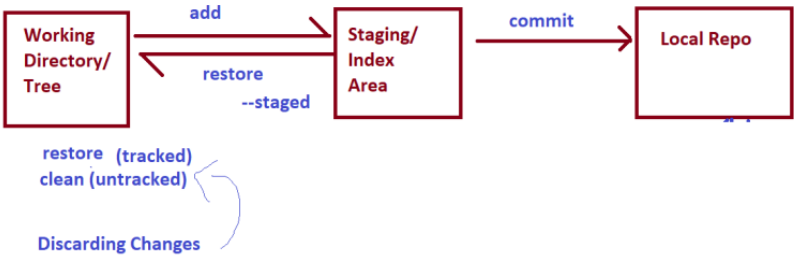 add
commit
Working
Directory/
Tree
Staging/
Index
Area
Local Repo
restore
--staged
restore (tracked)
clean (untracked)
Discarding Changes